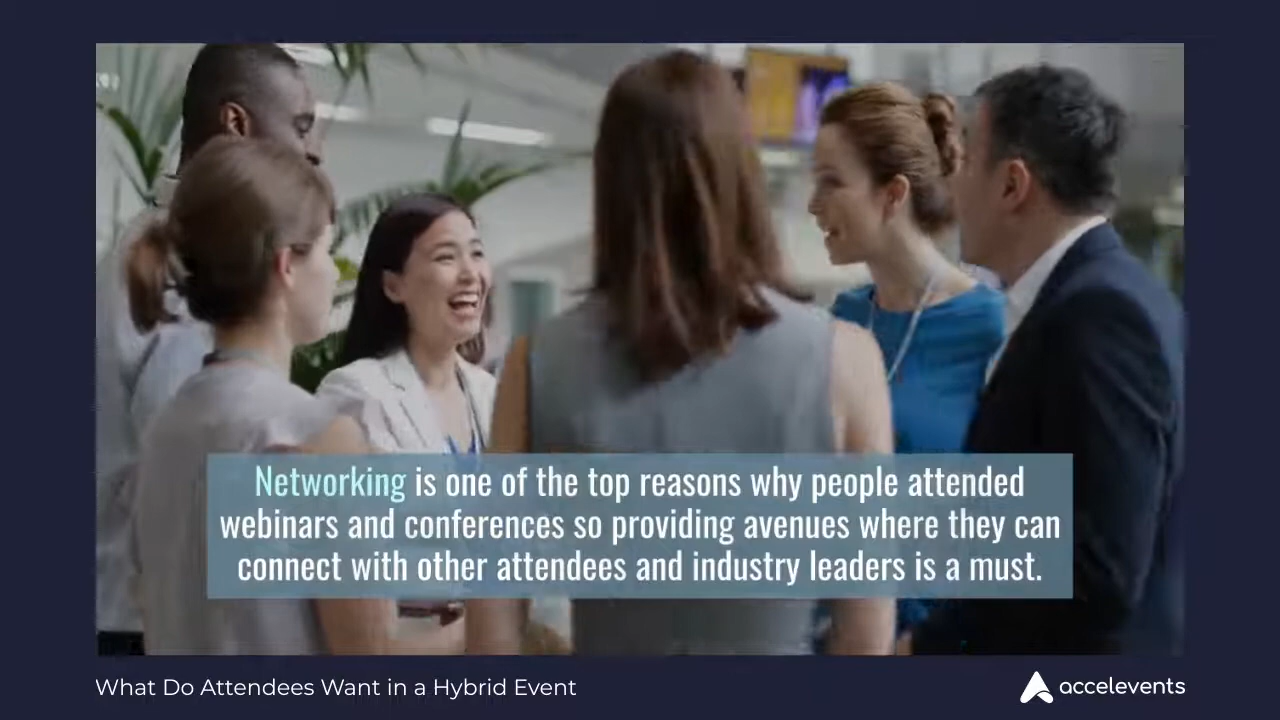 Networking is one of the top reasons why people attended
webinars and conferences so providing avenues where they can
connect with other attendees and industry leaders is a must.
What Do Attendees Want in a Hybrid Event
accelevents